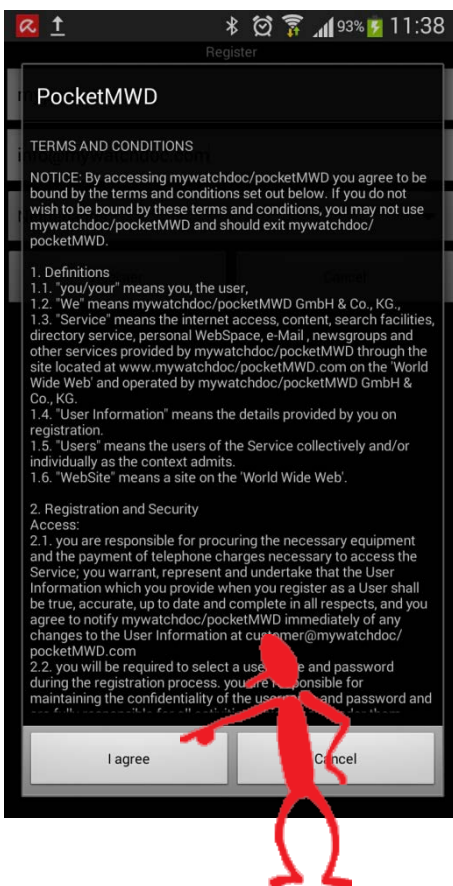 93% 11:38
Register
PocketMWD
TERMS AND CONDITIONS
NOTICE: By accessing mywatchdoc/pocketMWD you agree to be
bound by the terms and conditions set out below. If you do not
wish to be bound by these terms and conditions, you may not use
mywatchdoc/pocketMWD and should exit mywatchdoc/
pocketMWD.
1. Definitions
1.1. "you/your" means you, the user,
1.2. "We" means mywatchdoc/pocketMWD GmbH & Co., KG.,
1.3. "Service" means the internet access, content, search facilities,
directory service, personal WebSpace, e-Mail , newsgroups and
other services provided by mywatchdoc/pocketMWD through the
site located at www.mywatchdoc/pocketMWD.com on the 'World
Wide Web' and operated by mywatchdoc/pocketMWD GmbH &
Co., KG.
1.4. "User Information" means the details provided by you on
registration.
1.5. "Users" means the users of the Service collectively and/or
individually as the context admits.
1.6. "WebSite" means a site on the 'World Wide Web'.
2. Registration and Security
Access:
2.1. you are responsible for procuring the necessary equipment
and the payment of telephone charges necessary to access the
Service; you warrant, represent and undertake that the User
Information which you provide when you register as a User shall
be true, accurate, up to date and complete in all respects, and you
agree to notify mywatchdoc/pocketMWD immediately of any
changes to the User Information at customer@mywatchdoc/
pocketMWD.com
2.2. you will be required to select a and password
during the registration process. you are responsible for
maintaining the confidentiality of the and password and
I agree Cancel